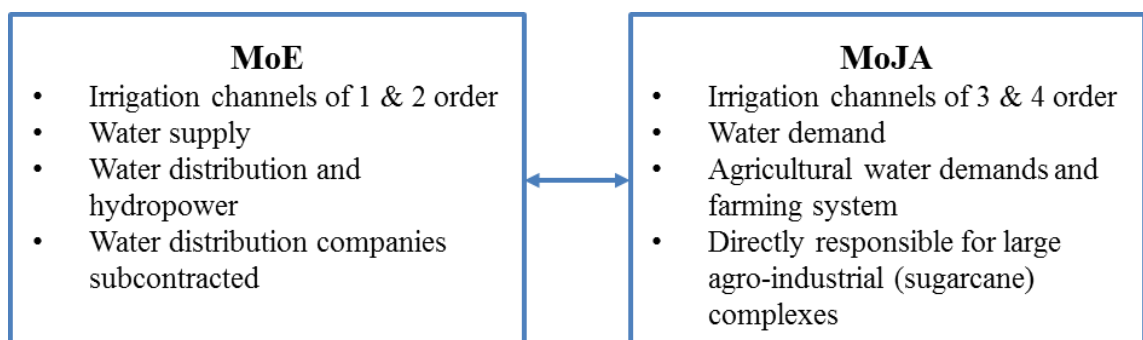 MoE
• Irrigation channels of 1 & 2 order
• Water supply
• Water distribution and
hydropower
• Water distribution companies
subcontracted
MoJA
• Irrigation channels of 3 & 4 order
• Water demand
• Agricultural water demands and
farming system
• Directly responsible for large
agro-industrial (sugarcane)
complexes